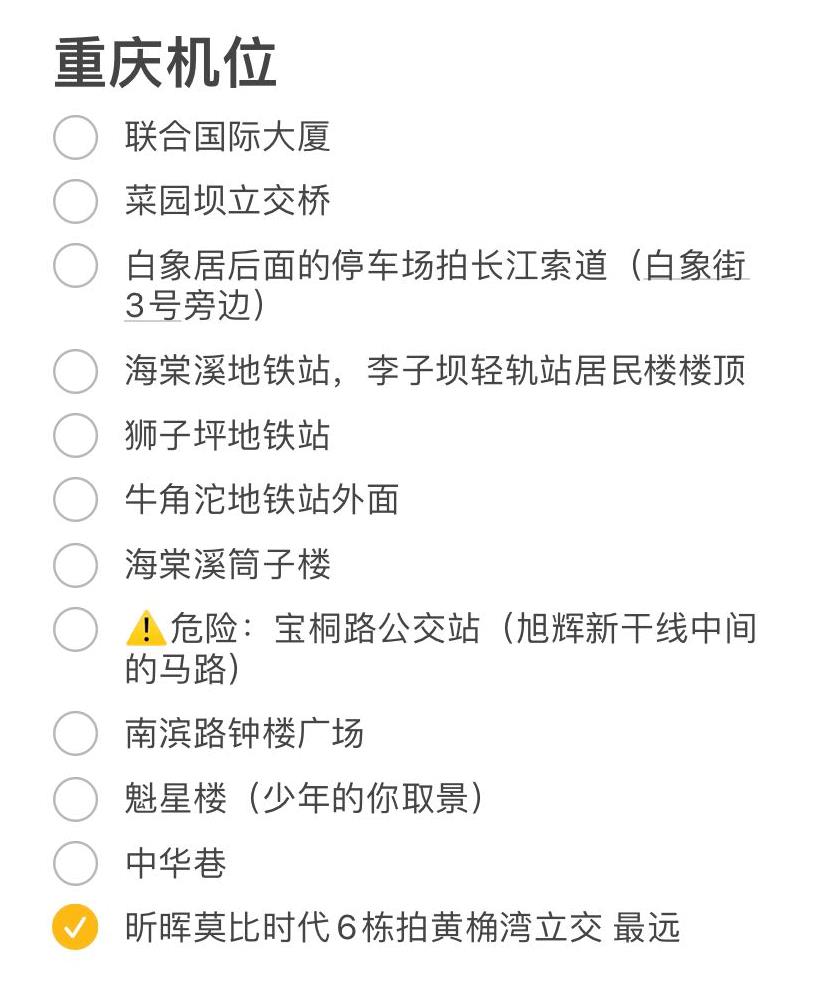 重庆机位
联合国际大厦
菜园坝立交桥
白象居后面的停车场拍长江索道（白象街
3号旁边）
海棠溪地铁站，李子坝轻轨站居民楼楼顶
狮子坪地铁站
牛角沱地铁站外面
海棠溪筒子楼
⚠️危险：宝桐路公交站（旭辉新干线中间
的马路）
南滨路钟楼广场
魁星楼（少年的你取景）
中华巷
昕晖莫比时代6栋拍黄桷湾立交 最远